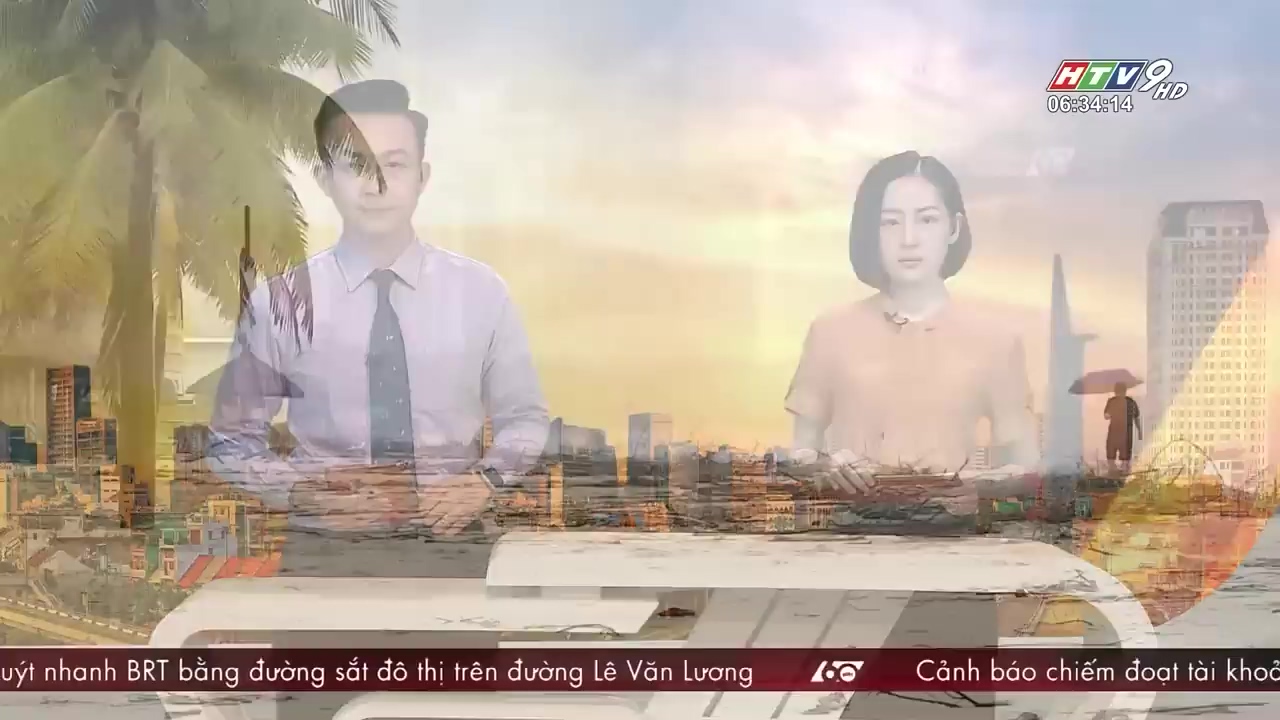 HTV9 HD
06:34:14
uýt nhanh BRT bằng đường sắt đô thị trên đường Lê Văn Lương
Cảnh báo chiếm đoạt tài kho